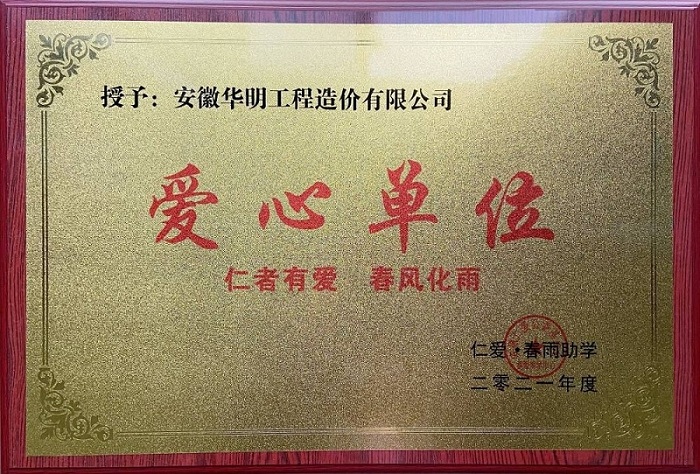 授予：安徽华明工程造价有限公司
爱心单位
仁者有爱 春风化雨
仁爱·春雨助学
二零二一年度